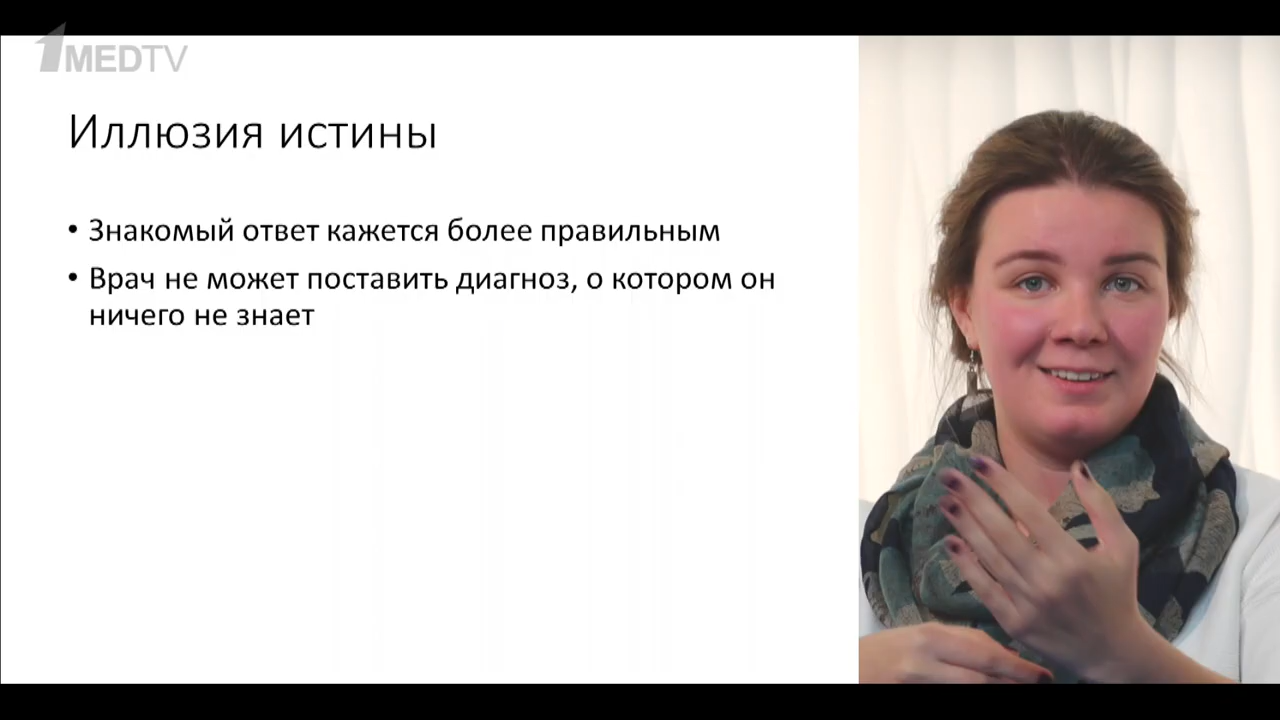 1MEDTV
Иллюзия истины
• Знакомый ответ кажется более правильным
• Врач не может поставить диагноз, о котором он
ничего не знает